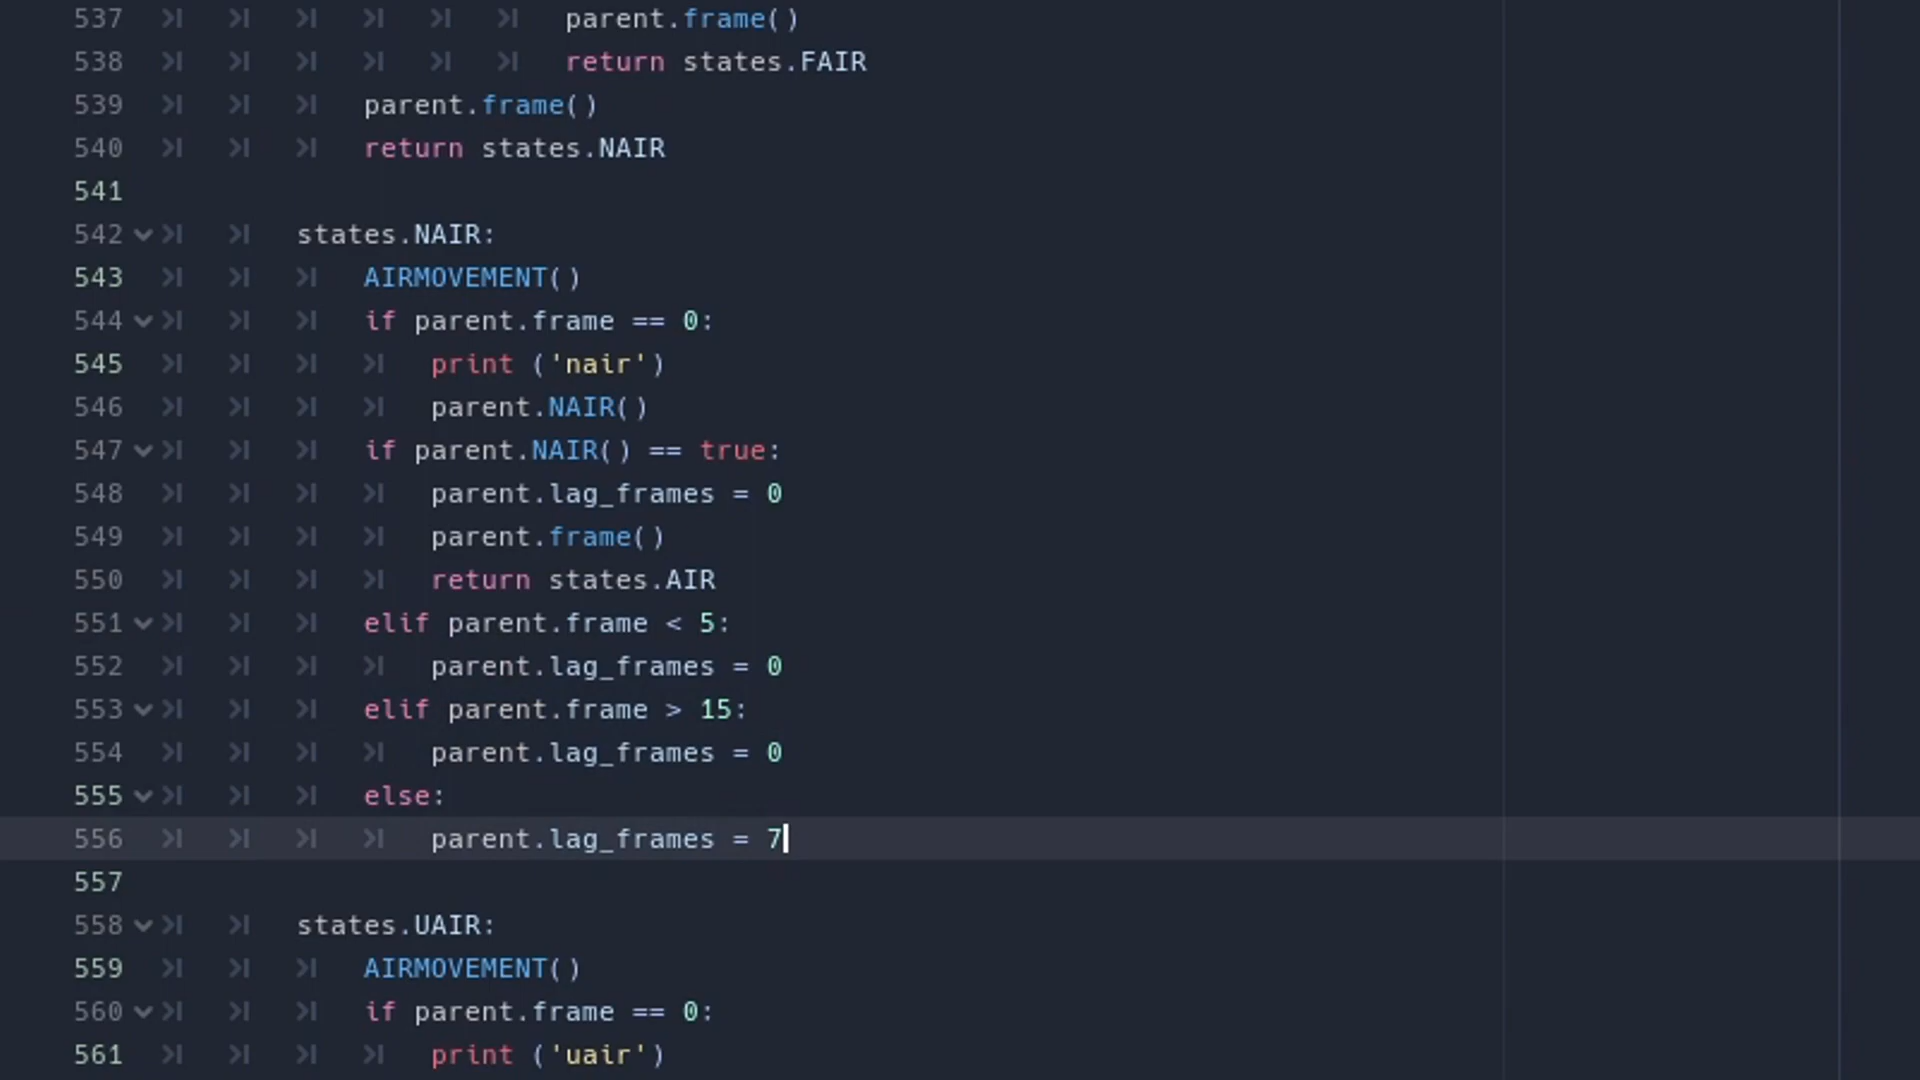 537 parent.frame()
538 return states.FAIR
539 parent.frame()
540 return states.NAIR
541
542 states.NAIR:
543 AIRMOVEMENT()
544 if parent.frame == 0:
545 print ('nair')
546 parent.NAIR()
547 if parent.NAIR() == true:
548 parent.lag_frames = 0
549 parent.frame()
550 return states.AIR
551 elif parent.frame < 5:
552 parent.lag_frames = 0
553 elif parent.frame > 15:
554 parent.lag_frames = 0
555 else:
556 parent.lag_frames = 7
557
558 states.UAIR:
559 AIRMOVEMENT()
560 if parent.frame == 0:
561 print ('uair')